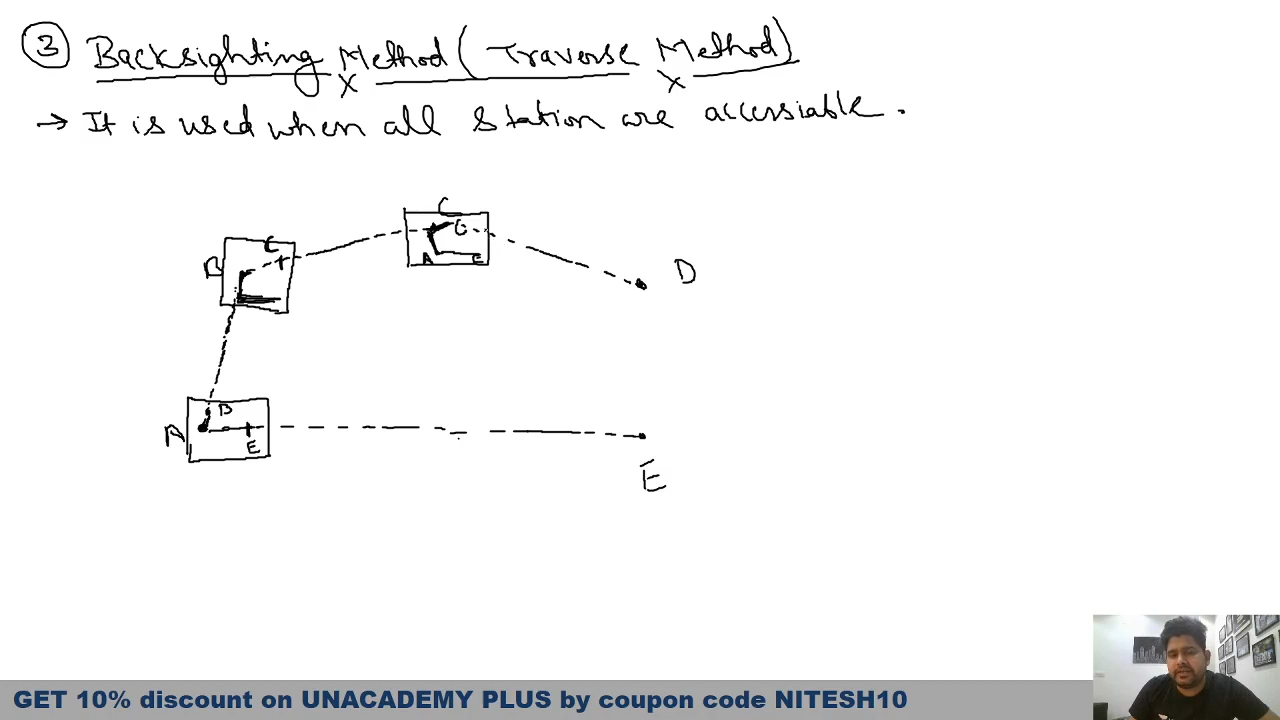 3 Backsighting Method (Traverse Method)
→ It is used when all station are accessiable.
C
C
B
C
A E
D
A
B
E
E
GET 10% discount on UNACADEMY PLUS by coupon code NITESH10